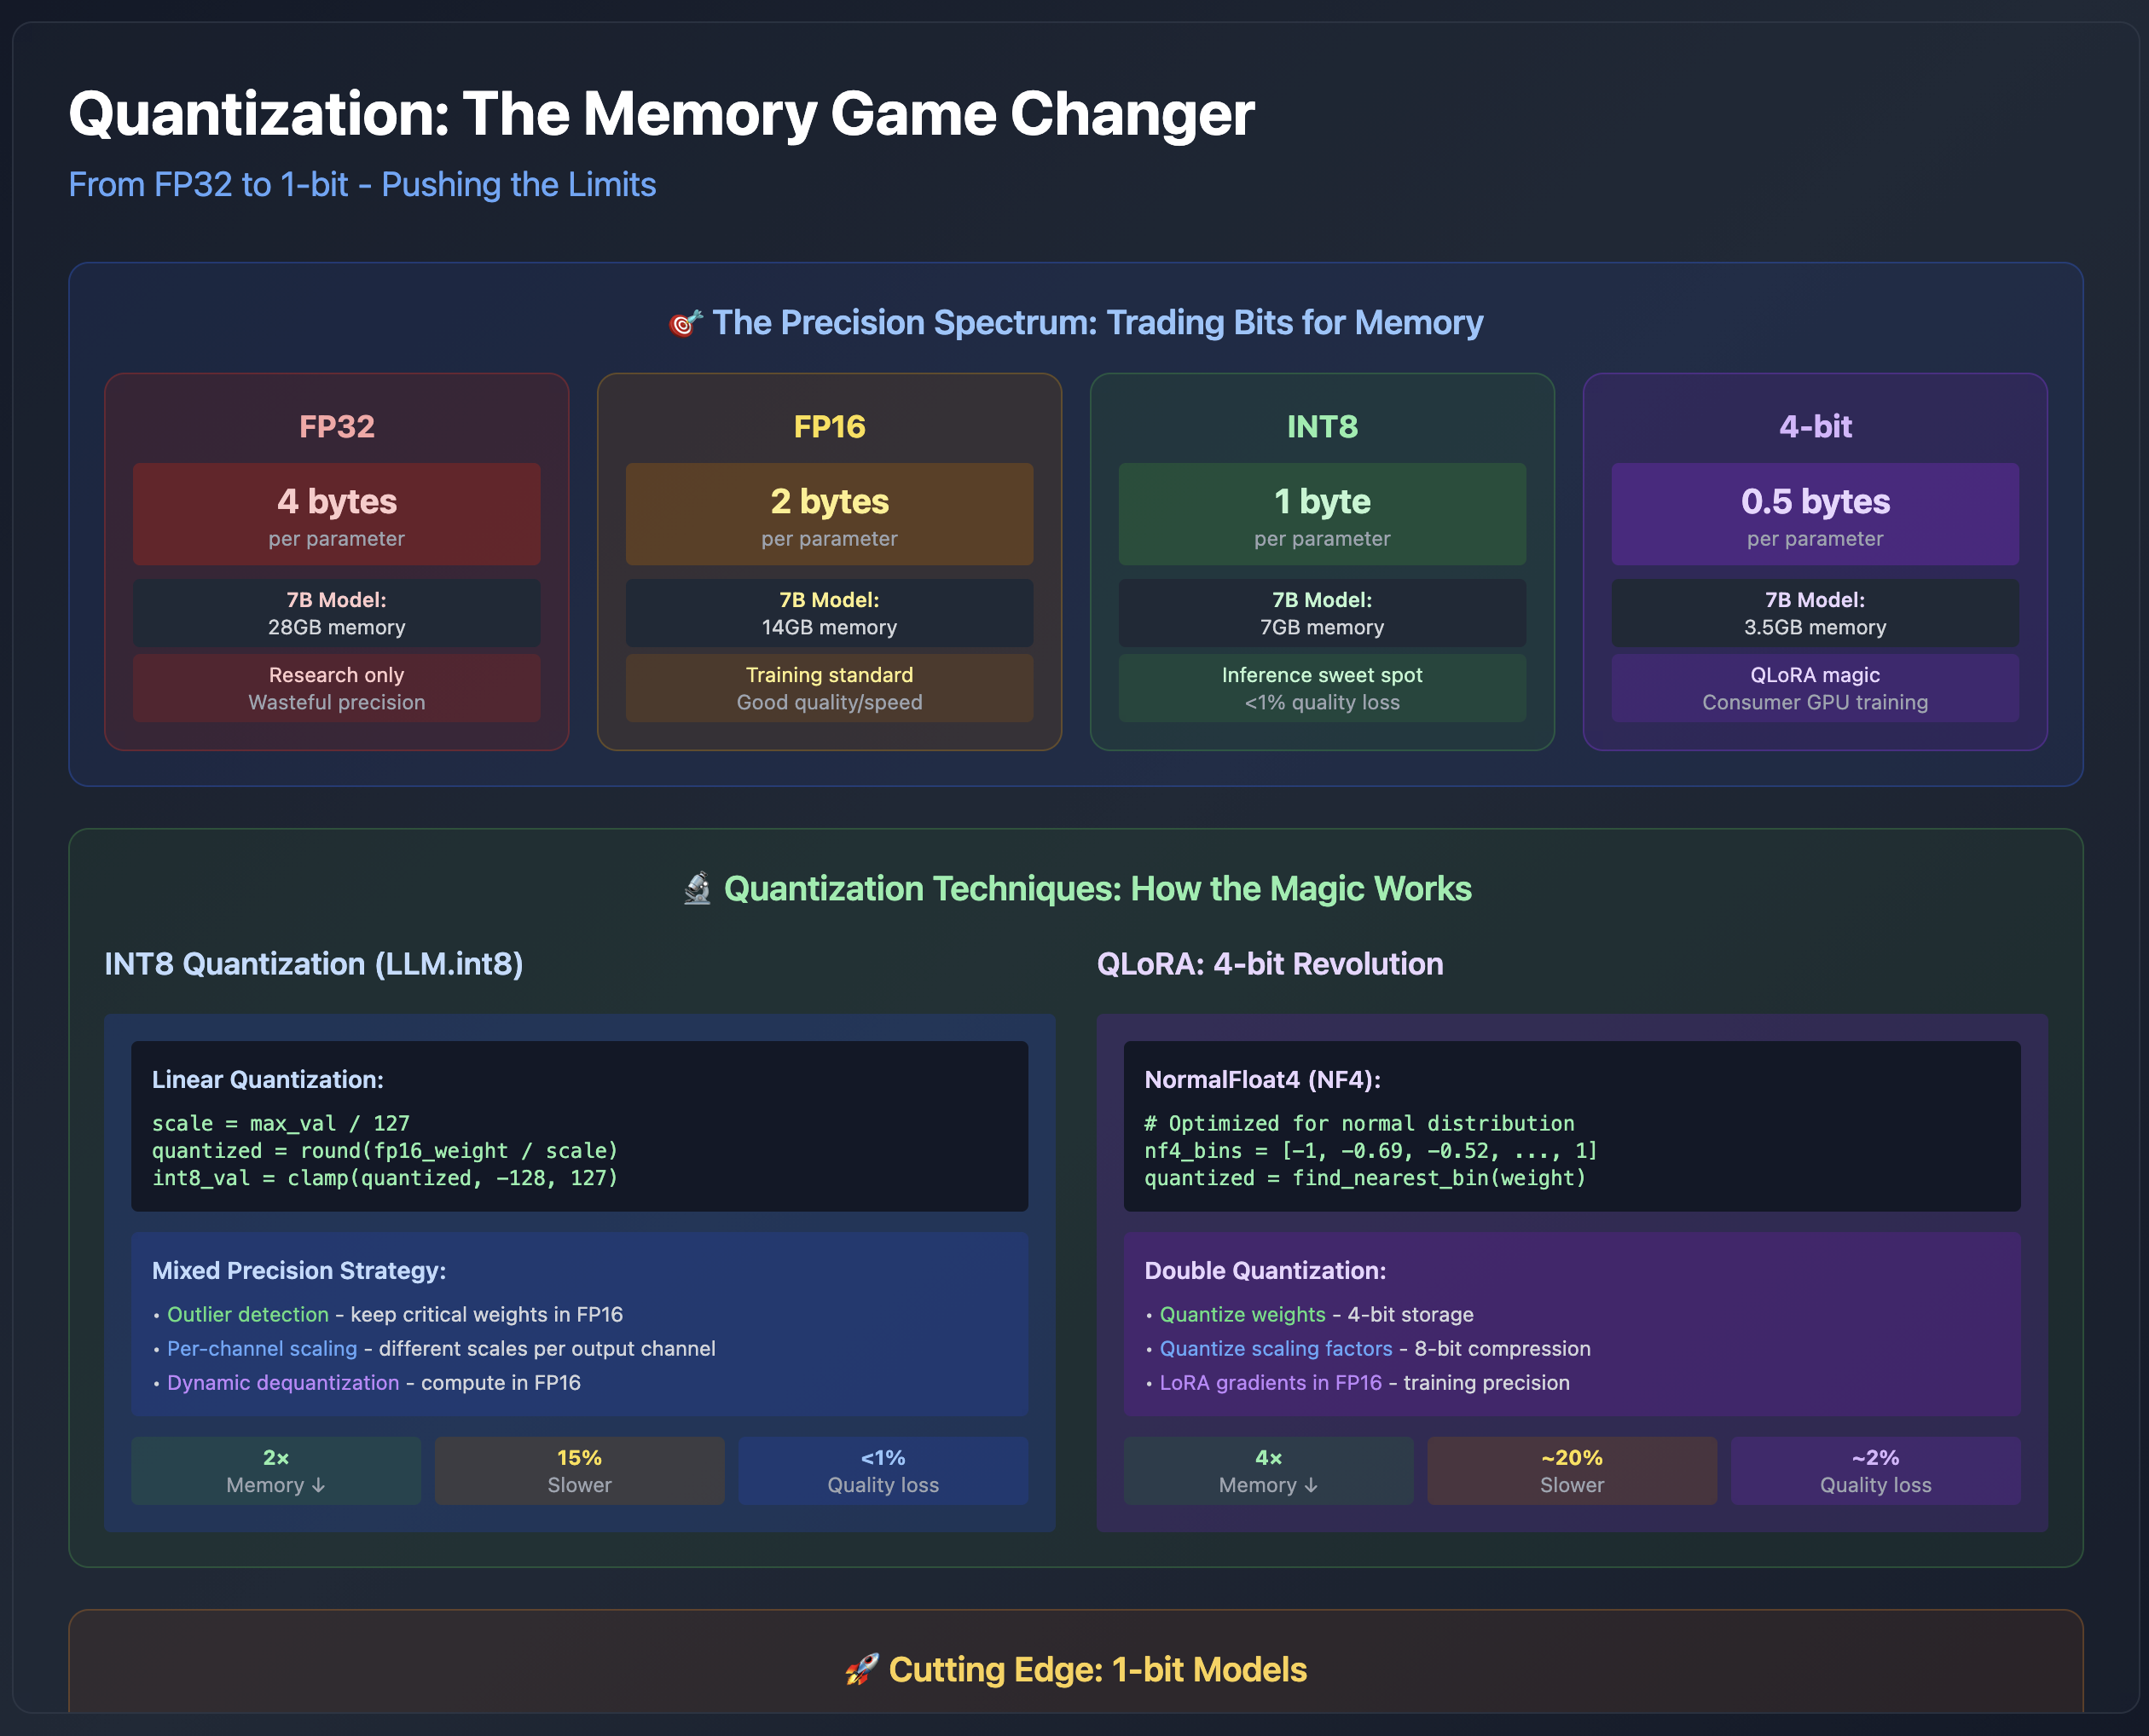 Quantization: The Memory Game Changer
From FP32 to 1-bit - Pushing the Limits
🎯 The Precision Spectrum: Trading Bits for Memory
FP32
4 bytes
per parameter
7B Model:
28GB memory
Research only
Wasteful precision
FP16
2 bytes
per parameter
7B Model:
14GB memory
Training standard
Good quality/speed
INT8
1 byte
per parameter
7B Model:
7GB memory
Inference sweet spot
<1% quality loss
4-bit
0.5 bytes
per parameter
7B Model:
3.5GB memory
QLoRA magic
Consumer GPU training
🔬 Quantization Techniques: How the Magic Works
INT8 Quantization (LLM.int8)
Linear Quantization:
scale = max_val / 127
quantized = round(fp16_weight / scale)
int8_val = clamp(quantized, -128, 127)
Mixed Precision Strategy:
• Outlier detection - keep critical weights in FP16
• Per-channel scaling - different scales per output channel
• Dynamic dequantization - compute in FP16
2×
Memory ↓
15%
Slower
<1%
Quality loss
QLoRA: 4-bit Revolution
NormalFloat4 (NF4):
# Optimized for normal distribution
nf4_bins = [-1, -0.69, -0.52, ..., 1]
quantized = find_nearest_bin(weight)
Double Quantization:
• Quantize weights - 4-bit storage
• Quantize scaling factors - 8-bit compression
• LoRA gradients in FP16 - training precision
4×
Memory ↓
~20%
Slower
~2%
Quality loss
🚀 Cutting Edge: 1-bit Models